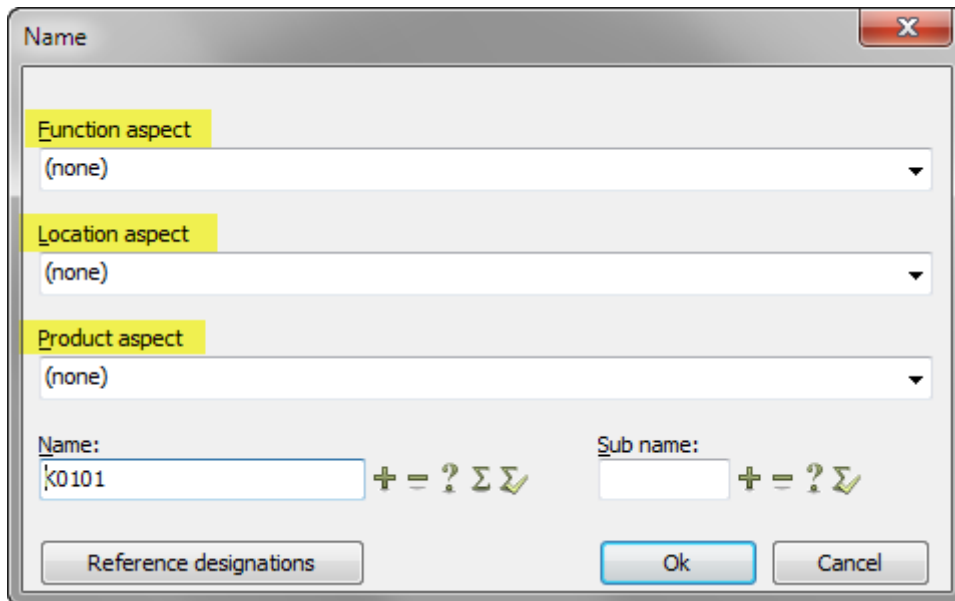 Name
Function aspect
(none)
Location aspect
(none)
Product aspect
(none)
Name: Sub name:
K0101
Reference designations Ok Cancel